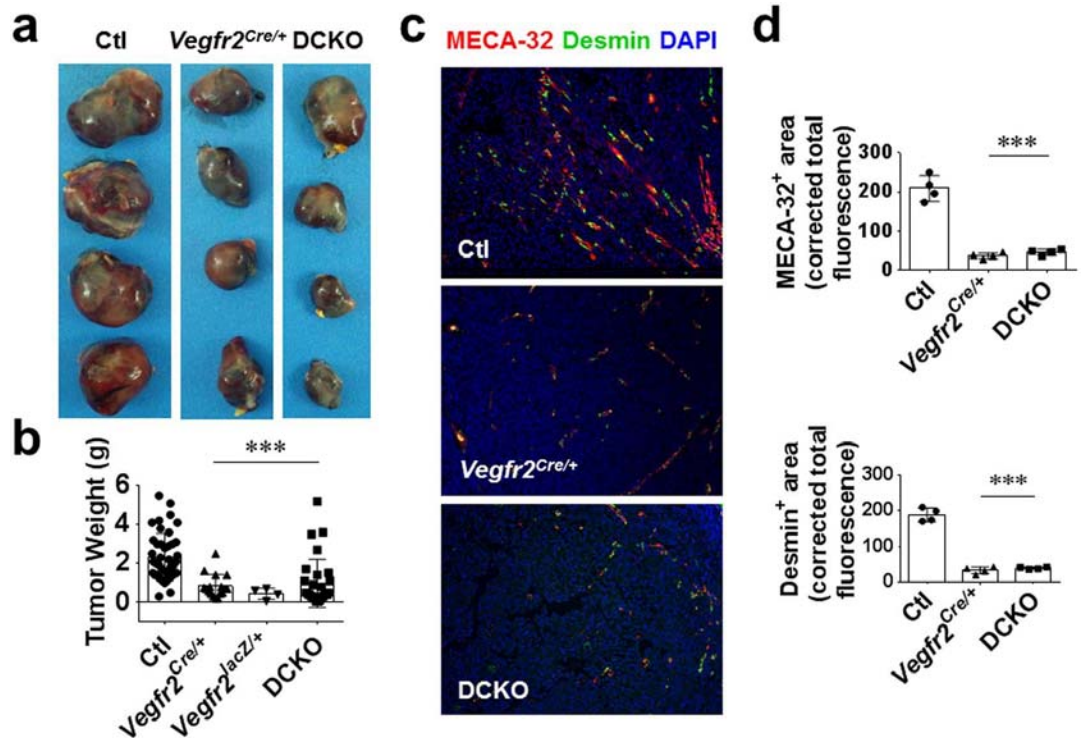 a
Ctl Vegfr2Cre/+ DCKO
b
***
Tumor Weight (g)
6
4
2
0
Ctl
Vegfr2Cre/+
Vegfr2lacZ/+
DCKO
c
MECA-32 Desmin DAPI
Ctl
Vegfr2Cre/+
DCKO
d
***
MECA-32+ area
(corrected total
fluorescence)
300
200
100
0
Ctl
Vegfr2Cre/+
DCKO
***
Desmin+ area
(corrected total
fluorescence)
300
200
100
0
Ctl
Vegfr2Cre/+
DCKO